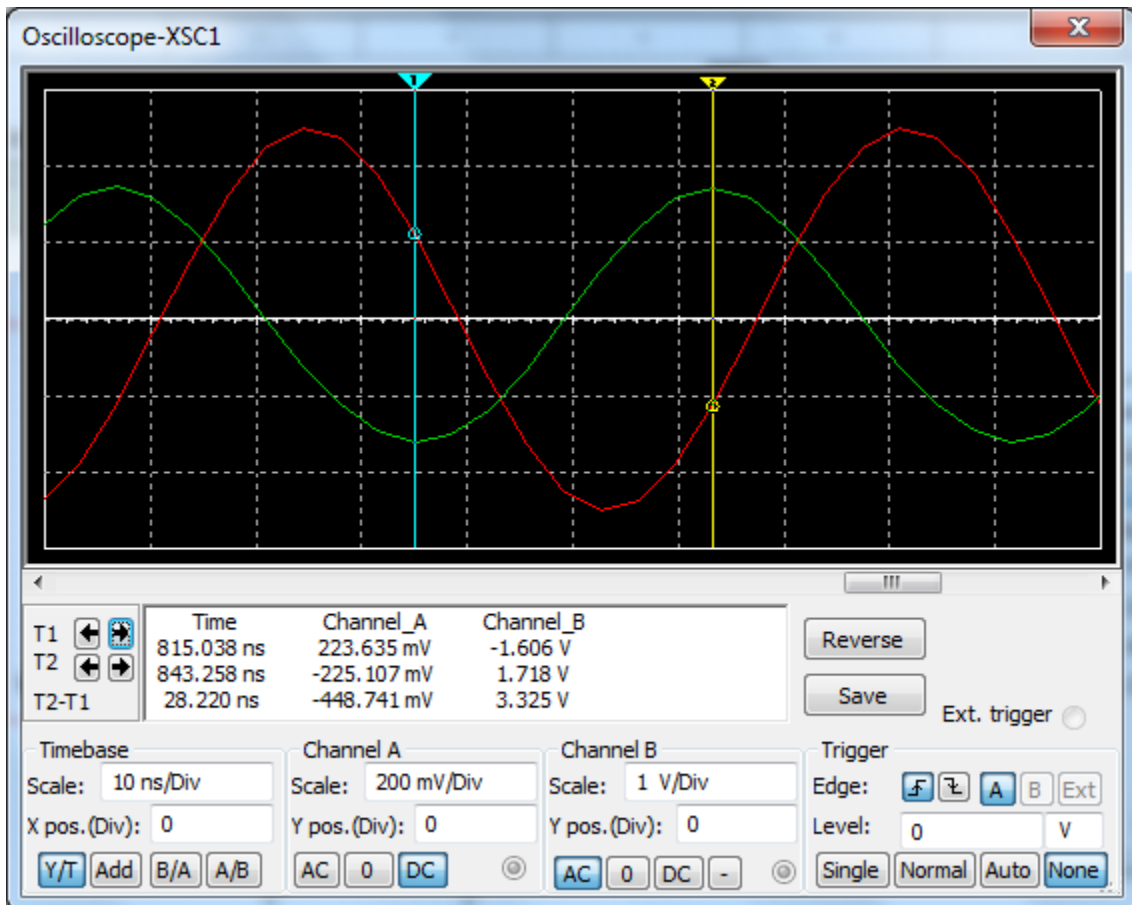 Oscilloscope-XSC1
X
1
2
Time Channel_A Channel_B
T1 815.038 ns 223.635 mV -1.606 V
T2 843.258 ns -225.107 mV 1.718 V
T2-T1 28.220 ns -448.741 mV 3.325 V
Reverse
Save
Ext. trigger
Timebase
Scale: 10 ns/Div
X pos.(Div): 0
Y/T Add B/A A/B
Channel A
Scale: 200 mV/Div
Y pos.(Div): 0
AC 0 DC
Channel B
Scale: 1 V/Div
Y pos.(Div): 0
AC 0 DC -
Trigger
Edge: A B Ext
Level: 0 V
Single Normal Auto None